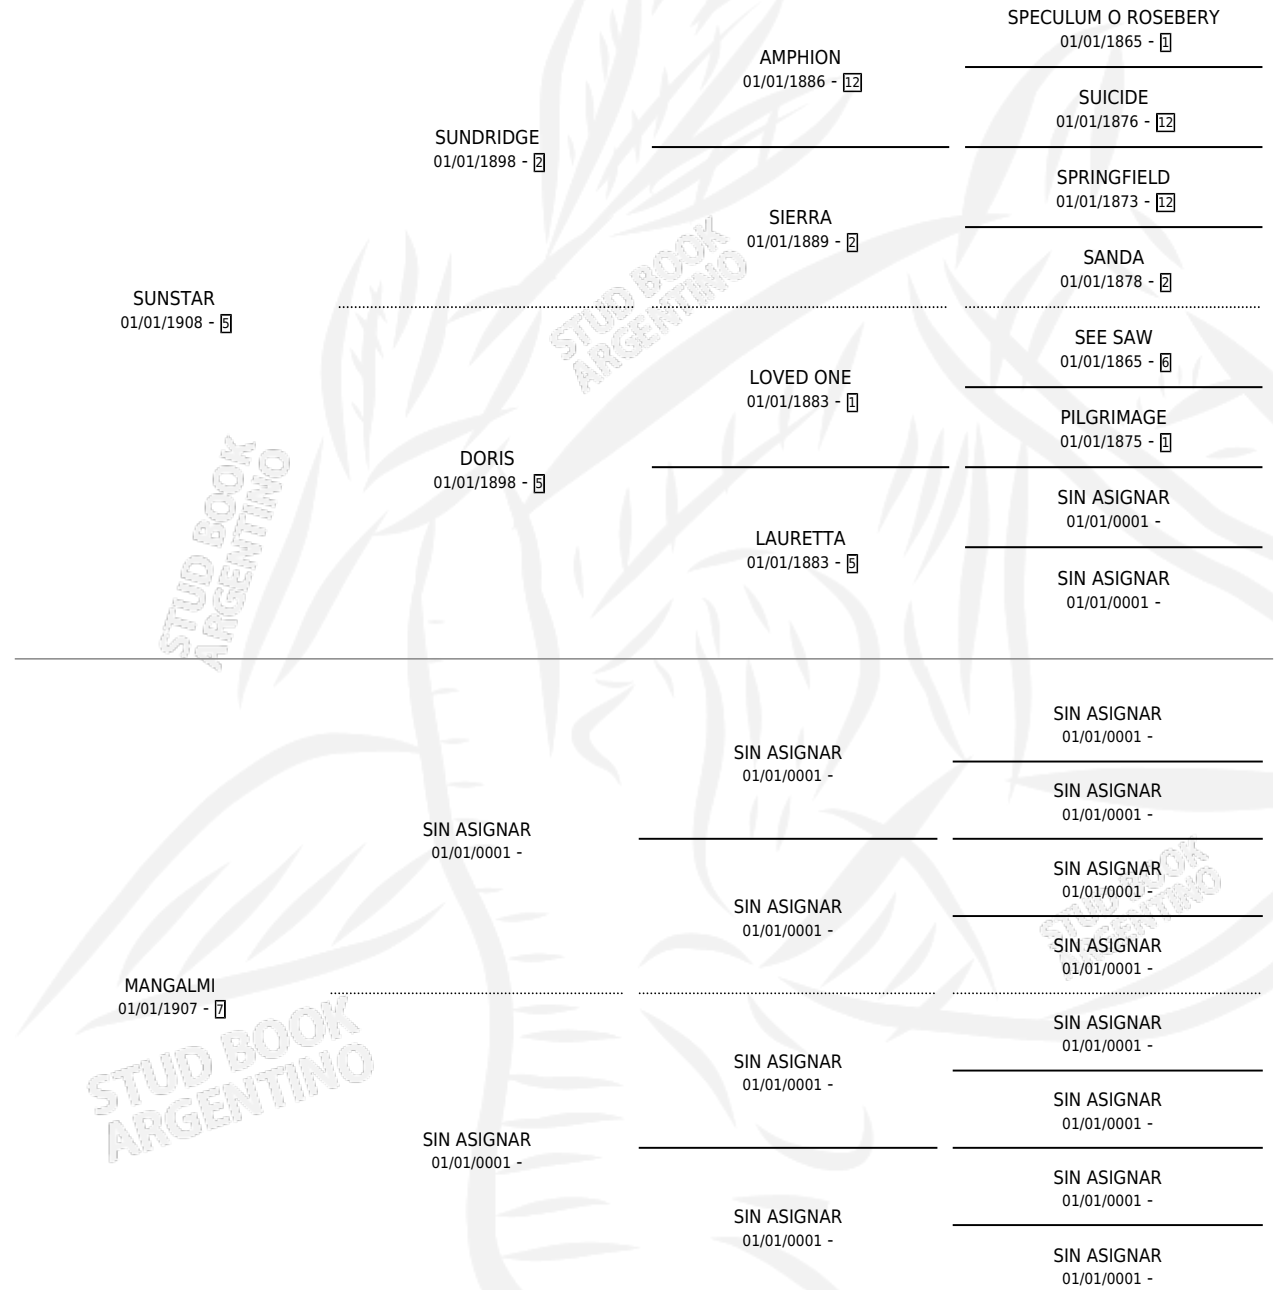 SPECULUM O ROSEBERY
01/01/1865 - 1
AMPHION
01/01/1886 - 12
SUICIDE
01/01/1876 - 12
SUNDRIDGE
01/01/1898 - 2
SPRINGFIELD
01/01/1873 - 12
SIERRA
01/01/1889 - 2
SANDA
01/01/1878 - 2
SUNSTAR
01/01/1908 - 5
SEE SAW
01/01/1865 - 6
LOVED ONE
01/01/1883 - 1
PILGRIMAGE
01/01/1875 - 1
DORIS
01/01/1898 - 5
SIN ASIGNAR
01/01/0001 -
LAURETTA
01/01/1883 - 5
SIN ASIGNAR
01/01/0001 -
STUD BOOK
ARGENTINO
STUD BOOK
ARGENTINO
SIN ASIGNAR
01/01/0001 -
SIN ASIGNAR
01/01/0001 -
SIN ASIGNAR
01/01/0001 -
SIN ASIGNAR
01/01/0001 -
SIN ASIGNAR
01/01/0001 -
SIN ASIGNAR
01/01/0001 -
SIN ASIGNAR
01/01/0001 -
MANGALMI
01/01/1907 - 7
SIN ASIGNAR
01/01/0001 -
SIN ASIGNAR
01/01/0001 -
SIN ASIGNAR
01/01/0001 -
SIN ASIGNAR
01/01/0001 -
SIN ASIGNAR
01/01/0001 -
SIN ASIGNAR
01/01/0001 -
SIN ASIGNAR
01/01/0001 -
STUD BOOK
ARGENTINO
STUD BOOK
ARGENTINO